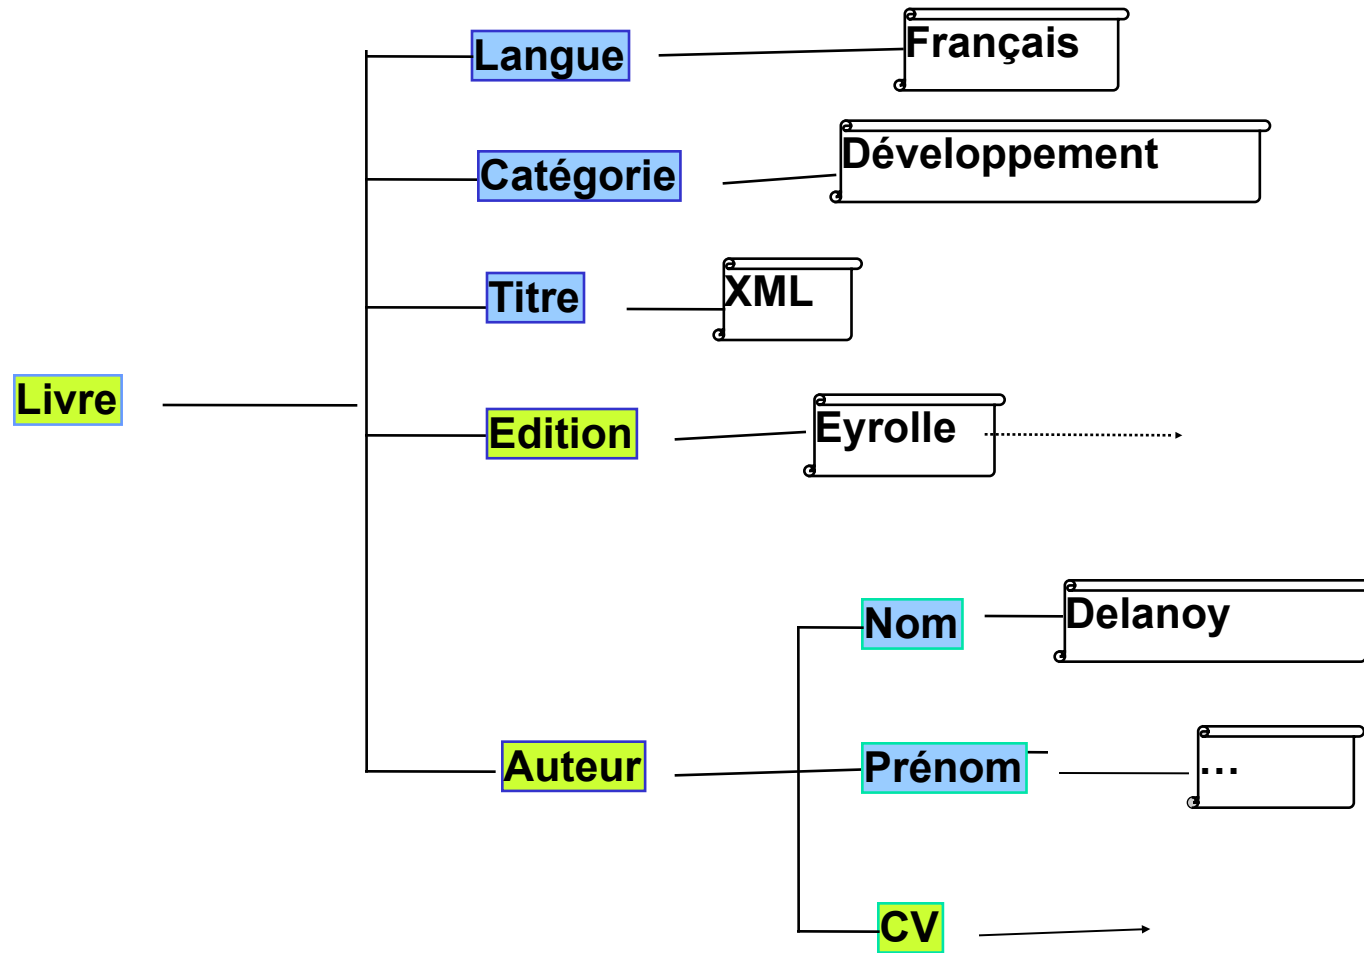 Langue
Français
Catégorie
Développement
Titre
XML
Livre
Edition
Eyrolle
Nom
Delanoy
Auteur
Prénom
...
CV